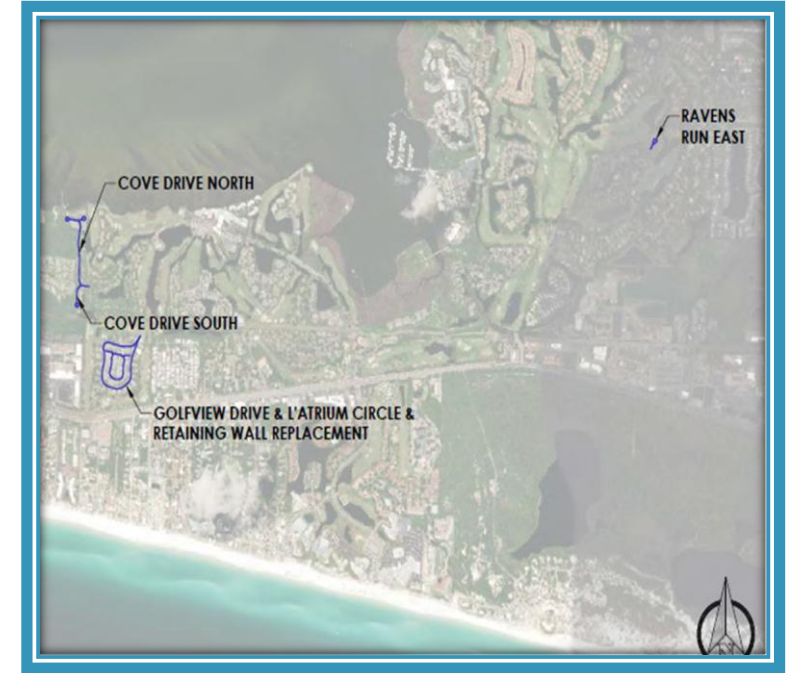 RAVENS
RUN EAST
COVE DRIVE NORTH
COVE DRIVE SOUTH
GOLFVIEW DRIVE & L'ATRIUM CIRCLE &
RETAINING WALL REPLACEMENT
N